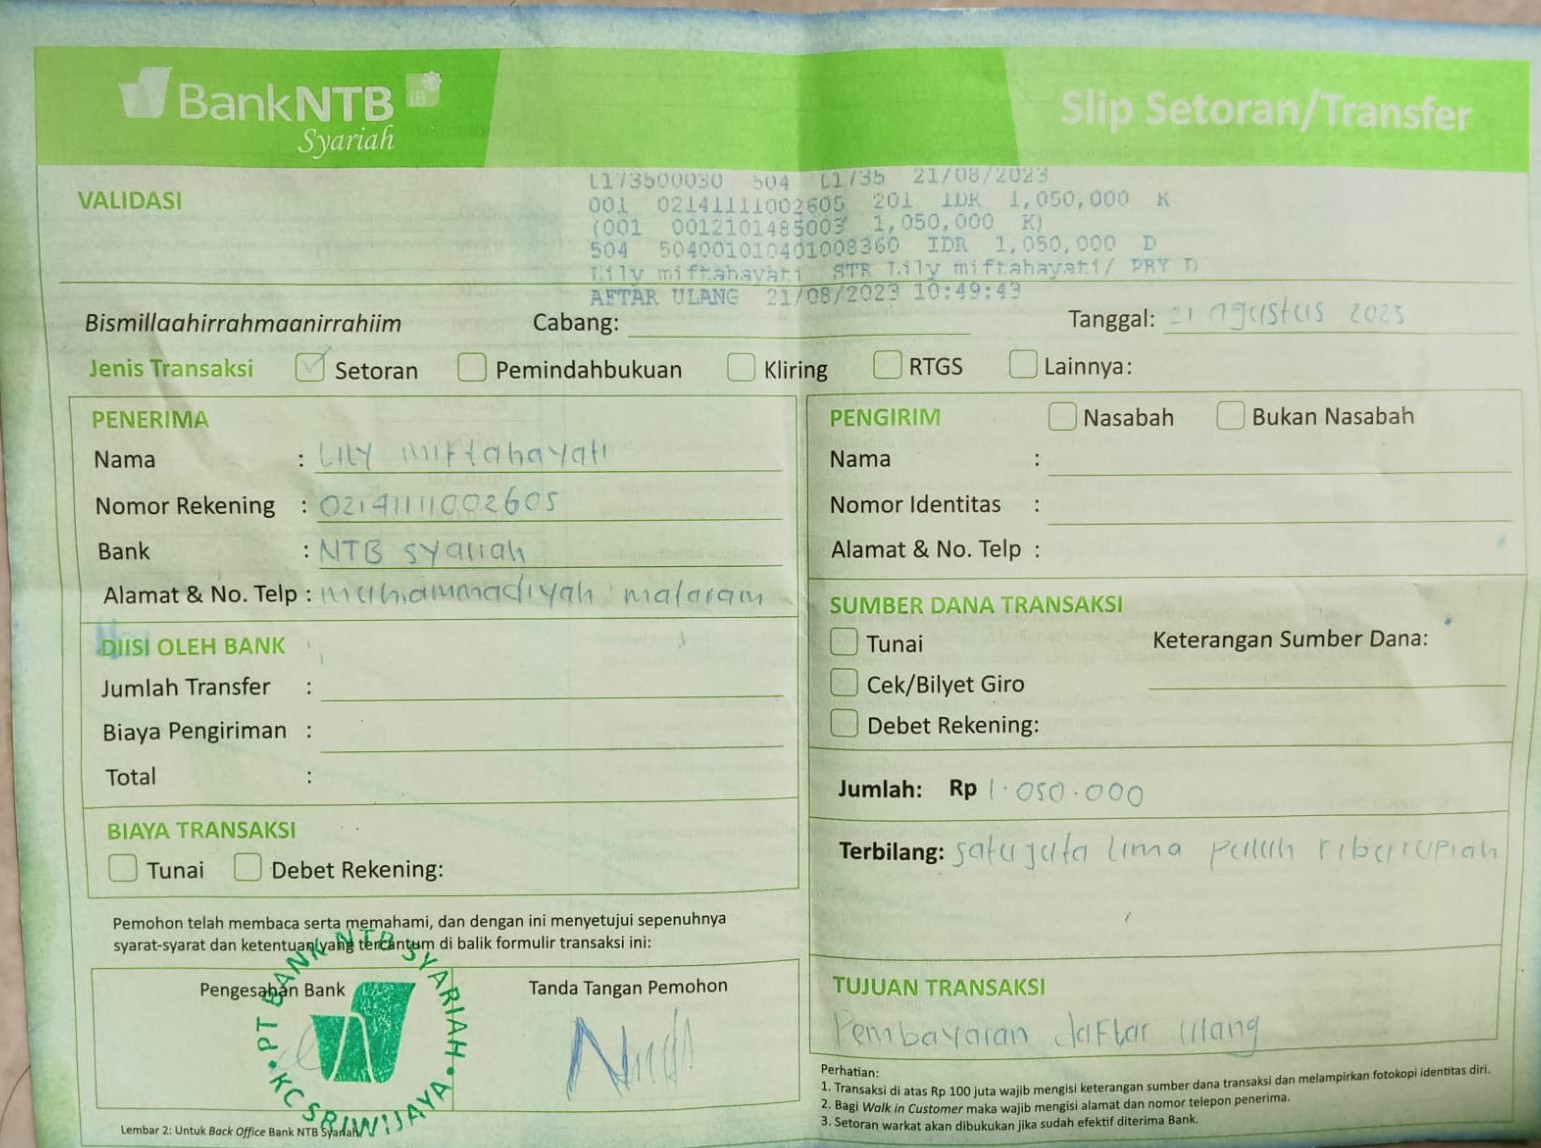 BankNTB
Syariah
Slip Setoran/Transfer
VALIDASI
L173500030 504 L1735 21/08/2023
001 02141111002605 201 IDR 1,050,000 K
(001 0012101485003 1,050,000 K)
504 504001010401008360 IDR 1,050,000 D
Lily miftahayati STR Lily miftahayati/ PRY D
AFTAR ULANG 21/08/2023 10:49:43
Bismillaahirrahmaanirrahiim Cabang: Tanggal: 21 Agustus 2023
Jenis Transaksi Setoran Pemindahbukuan Kliring RTGS Lainnya:
PENERIMA
Nama : LILY miftahayati
Nomor Rekening : 02141111002605
Bank : NTB syariah
Alamat & No. Telp : muhammadiyah mataram
PENGIRIM Nasabah Bukan Nasabah
Nama :
Nomor Identitas :
Alamat & No. Telp :
DIISI OLEH BANK
Jumlah Transfer :
Biaya Pengiriman :
Total :
SUMBER DANA TRANSAKSI
Tunai Keterangan Sumber Dana:
Cek/Bilyet Giro
Debet Rekening:
BIAYA TRANSAKSI
Tunai Debet Rekening:
Jumlah: Rp 1.050.000
Terbilang: satu juta lima puluh ribu rupiah
Pemohon telah membaca serta memahami, dan dengan ini menyetujui sepenuhnya
syarat-syarat dan ketentuan yang tercantum di balik formulir transaksi ini:
Pengesahan Bank Tanda Tangan Pemohon
PT BANK NTB SYARIAH
KC SRIWIJAYA
TUJUAN TRANSAKSI
Pembayaran daftar ulang
Perhatian:
1. Transaksi di atas Rp 100 juta wajib mengisi keterangan sumber dana transaksi dan melampirkan fotokopi identitas diri.
2. Bagi Walk in Customer maka wajib mengisi alamat dan nomor telepon penerima.
3. Setoran warkat akan dibukukan jika sudah efektif diterima Bank.
Lembar 2: Untuk Back Office Bank NTB Syariah